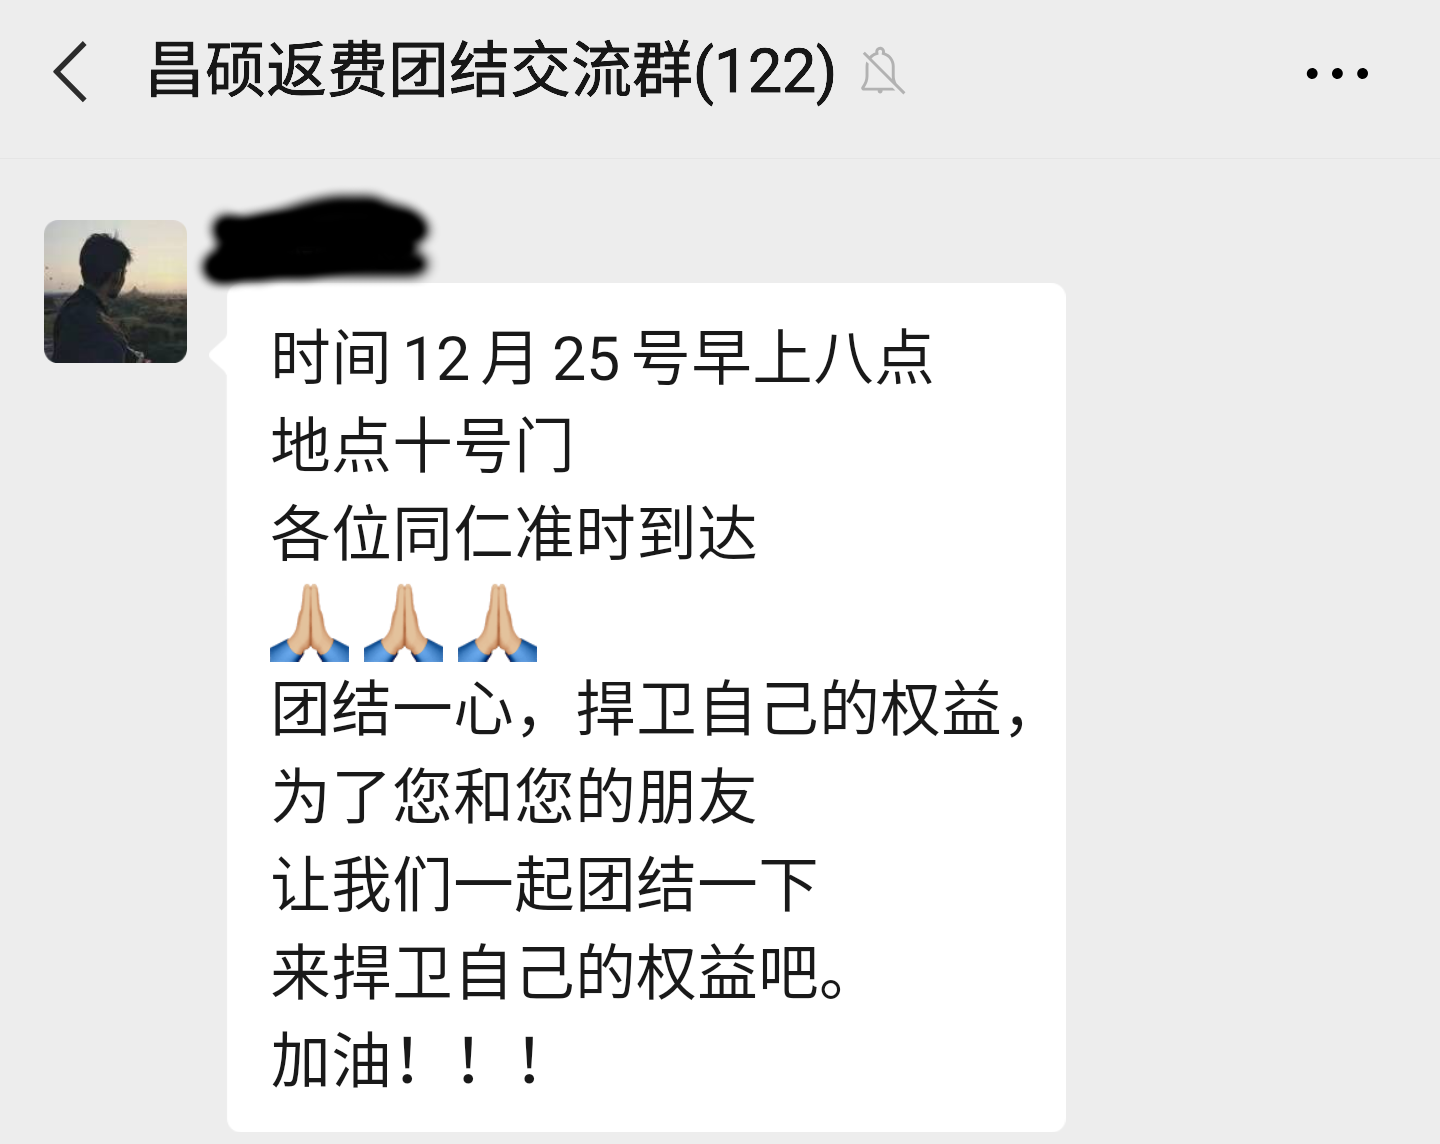 昌硕返费团结交流群(122)
时间12月25号早上八点
地点十号门
各位同仁准时到达
🙏🏼🙏🏼🙏🏼
团结一心，捍卫自己的权益，
为了您和您的朋友
让我们一起团结一下
来捍卫自己的权益吧。
加油！！！